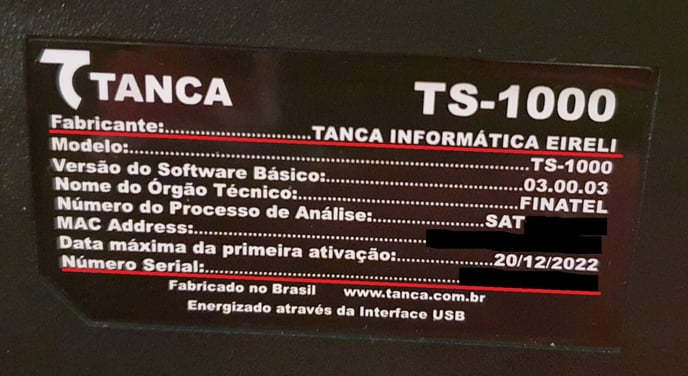 TANCA TS-1000
Fabricante:..............................TANCA INFORMÁTICA EIRELI
Modelo:................................................................................TS-1000
Versão do Software Básico:........................................03.00.03
Nome do Órgão Técnico:.............................................FINATEL
Número do Processo de Análise:.......................SAT
MAC Address:...............................................
Data máxima da primeira ativação:...................20/12/2022
Número Serial:..................................................
Fabricado no Brasil www.tanca.com.br
Energizado através da Interface USB